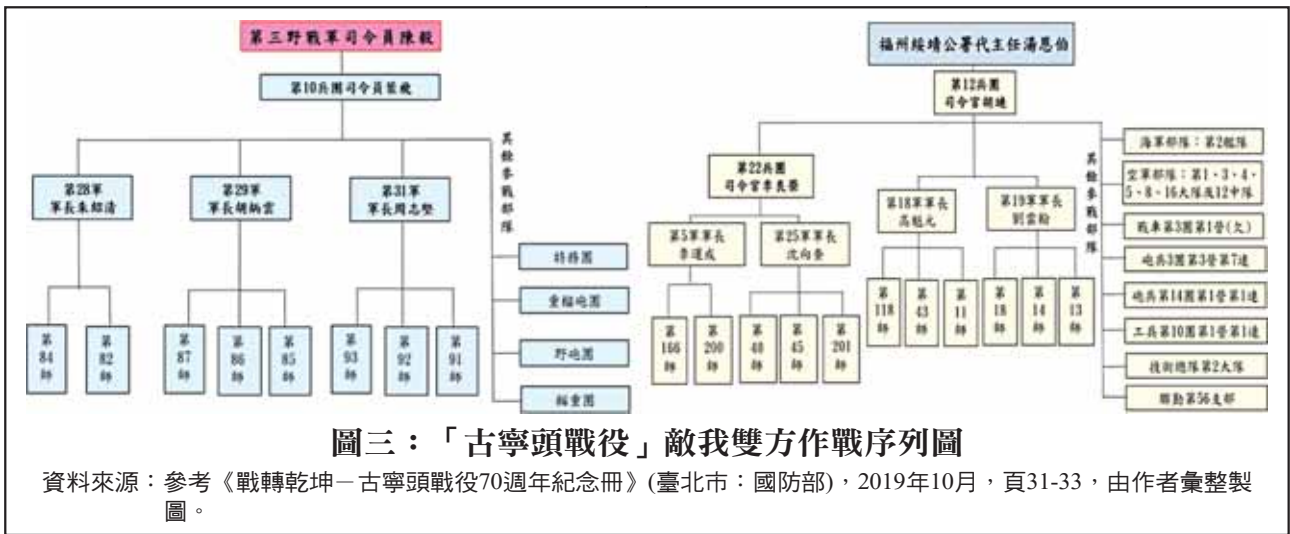 第三野戰軍司令員陳毅
第10兵團司令員葉飛
第28軍
軍長朱紹清
第29軍
軍長胡炳雲
第31軍
軍長周志堅
第84師
第82師
第87師
第86師
第85師
第93師
第92師
第91師
其餘參戰部隊
特務團
重榴砲團
野砲團
輜重團
福州綏靖公署代主任湯恩伯
第12兵團
司令官胡璉
第22兵團
司令官李良榮
第5軍軍長
李運成
第25軍軍長
沈向奎
第18軍軍長
高魁元
第19軍軍長
劉雲瀚
第166師
第200師
第40師
第45師
第201師
第118師
第43師
第11師
第18師
第14師
第13師
其餘參戰部隊
海軍部隊：第2艦隊
空軍部隊：第1、3、4、
5、8、16大隊及12中隊
戰車第3團第1營(欠)
砲兵3團第3營第7連
砲兵第14團第1營第1連
工兵第10團第1營第1連
技術總隊第2大隊
聯勤第56支部
圖三：「古寧頭戰役」敵我雙方作戰序列圖
資料來源：參考《戰轉乾坤－古寧頭戰役70週年紀念冊》(臺北市：國防部)，2019年10月，頁31-33，由作者彙整製
圖。